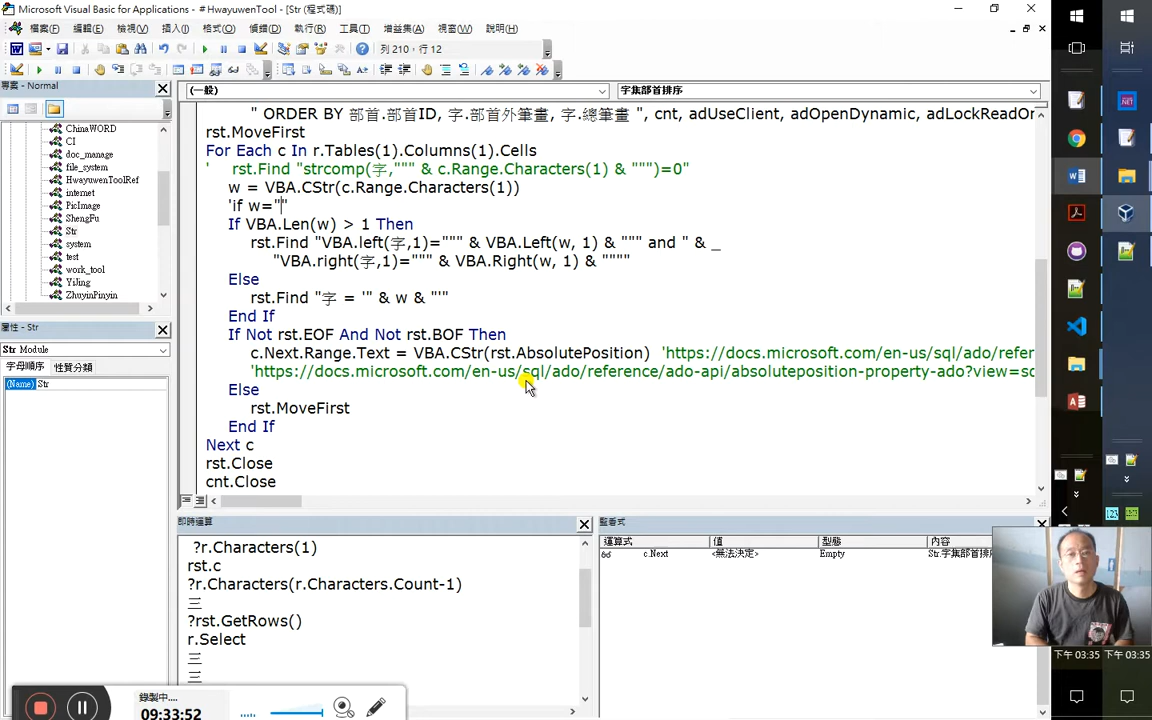 Microsoft Visual Basic for Applications - #HwayuwenTool - [Str (程式碼)]
檔案(F) 編輯(E) 檢視(V) 插入(I) 格式(O) 偵錯(D) 執行(R) 工具(T) 增益集(A) 視窗(W) 說明(H)
列 210，行 12
專案 - Normal
ChinaWORD
CI
doc_manage
file_system
HwayuwenToolRef
internet
PicImage
ShengFu
Str
system
test
work_tool
YiJing
ZhuyinPinyin
屬性 - Str
Str Module
字母順序 性質分類
(Name) Str
(一般) 字集部首排序
" ORDER BY 部首.部首ID, 字.部首外筆畫, 字.總筆畫 ", cnt, adUseClient, adOpenDynamic, adLockReadOn
rst.MoveFirst
For Each c In r.Tables(1).Columns(1).Cells
' rst.Find "strcomp(字,""" & c.Range.Characters(1) & """)=0"
w = VBA.CStr(c.Range.Characters(1))
'if w=""
If VBA.Len(w) > 1 Then
rst.Find "VBA.left(字,1)=""" & VBA.Left(w, 1) & """ and " & _
"VBA.right(字,1)=""" & VBA.Right(w, 1) & """"
Else
rst.Find "字 = '" & w & "'"
End If
If Not rst.EOF And Not rst.BOF Then
c.Next.Range.Text = VBA.CStr(rst.AbsolutePosition) 'https://docs.microsoft.com/en-us/sql/ado/refer
'https://docs.microsoft.com/en-us/sql/ado/reference/ado-api/absoluteposition-property-ado?view=sq
Else
rst.MoveFirst
End If
Next c
rst.Close
cnt.Close
即時運算
?r.Characters(1)
rst.c
?r.Characters(r.Characters.Count-1)
三
?rst.GetRows()
r.Select
三
三
監看式
運算式 值 型態 內容
c.Next <無法決定> Empty Str.字集部首排序
錄製中....
09:33:52
下午 03:35
下午 03:35